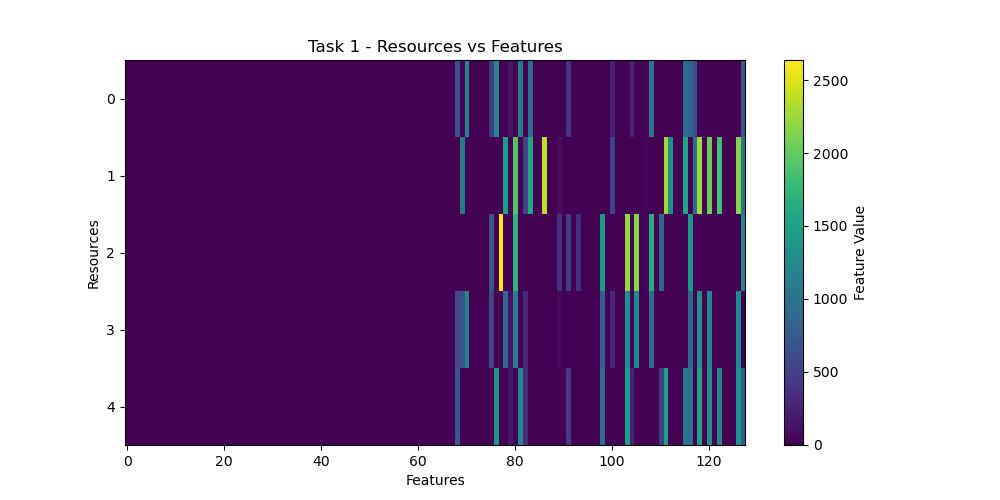 Task 1 - Resources vs Features
Resources
0
1
2
3
4
0 20 40 60 80 100 120
Features
2500
2000
1500
1000
500
0
Feature Value